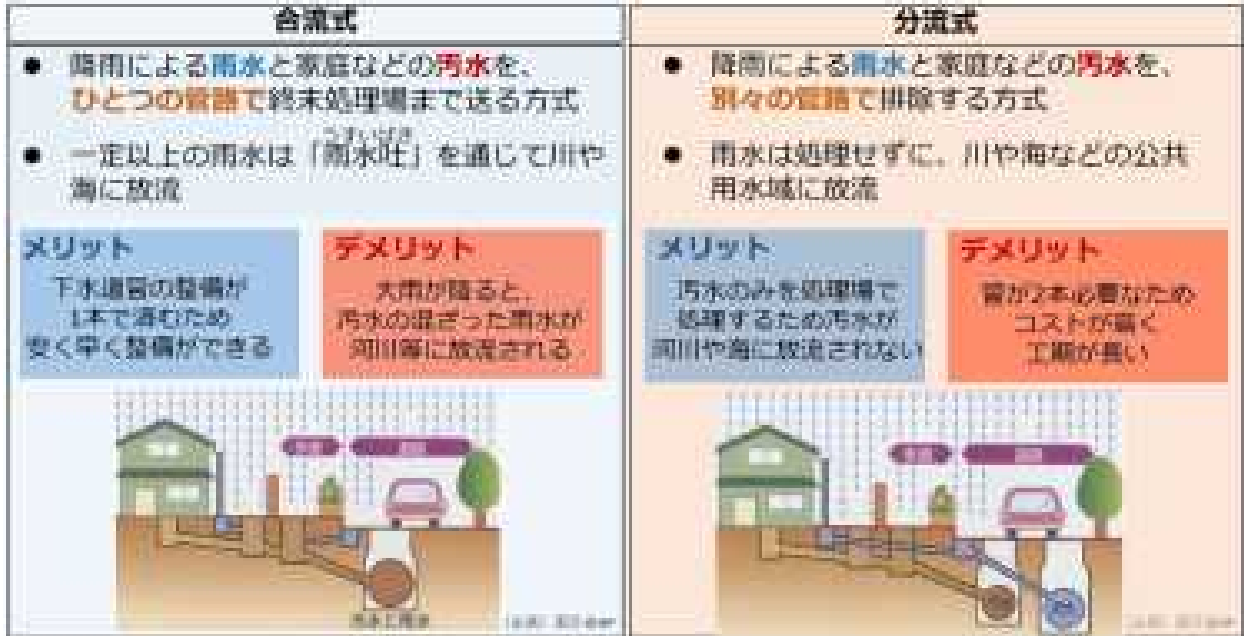 合流式
● 降雨による雨水と家庭などの汚水を、
ひとつの管路で終末処理場まで送る方式
うすいばき
● 一定以上の雨水は「雨水吐」を通じて川や
海に放流
メリット
下水道管の整備が
1本で済むため
安く早く整備ができる
デメリット
大雨が降ると、
汚水の混ざった雨水が
河川等に放流される
汚水と雨水
分流式
● 降雨による雨水と家庭などの汚水を、
別々の管路で排除する方式
● 雨水は処理せずに、川や海などの公共
用水域に放流
メリット
汚水のみを処理場で
処理するため汚水が
河川や海に放流されない
デメリット
管が2本必要なため
コストが高く
工期が長い